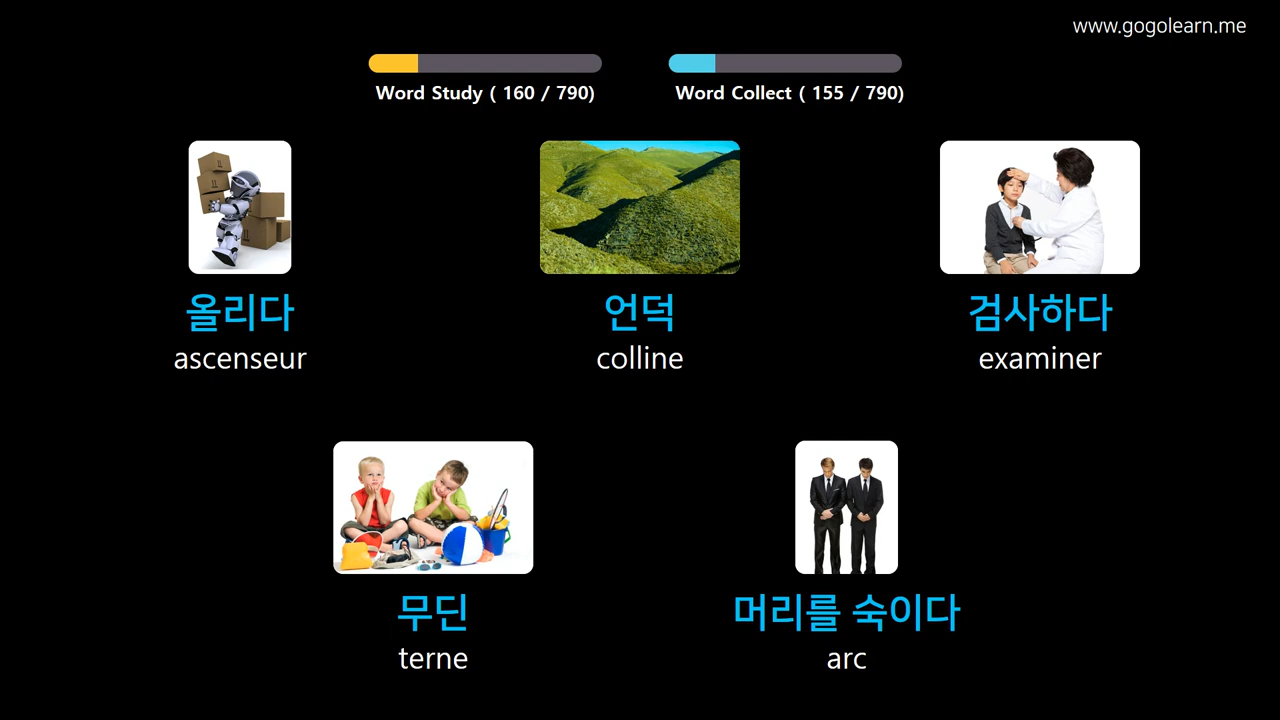 www.gogolearn.me
Word Study ( 160 / 790)
Word Collect ( 155 / 790)
올리다
ascenseur
언덕
colline
검사하다
examiner
무딘
terne
머리를 숙이다
arc